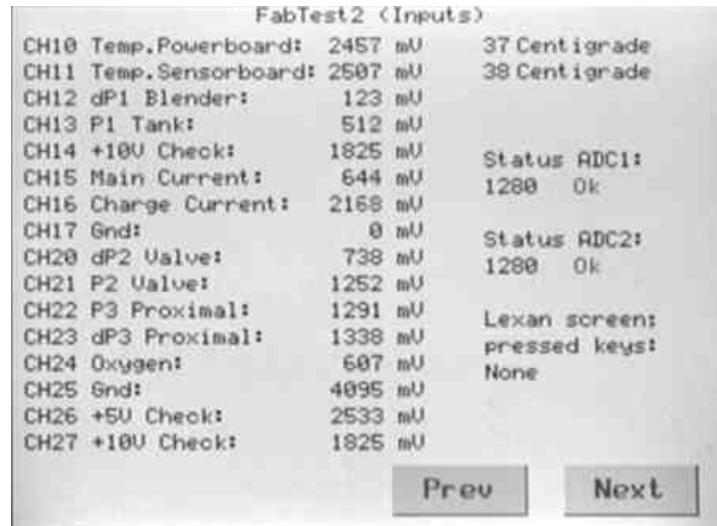 FabTest2 (Inputs)
CH10 Temp.Powerboard: 2457 mV 37 Centigrade
CH11 Temp.Sensorboard: 2507 mV 38 Centigrade
CH12 dP1 Blender: 123 mV
CH13 P1 Tank: 512 mV
CH14 +10V Check: 1825 mV
CH15 Main Current: 644 mV
CH16 Charge Current: 2168 mV
CH17 Gnd: 0 mV
CH20 dP2 Valve: 738 mV
CH21 P2 Valve: 1252 mV
CH22 P3 Proximal: 1291 mV
CH23 dP3 Proximal: 1338 mV
CH24 Oxygen: 607 mV
CH25 Gnd: 4095 mV
CH26 +5V Check: 2533 mV
CH27 +10V Check: 1825 mV
Status ADC1:
1280 Ok
Status ADC2:
1280 Ok
Lexan screen:
pressed keys:
None
Prev Next